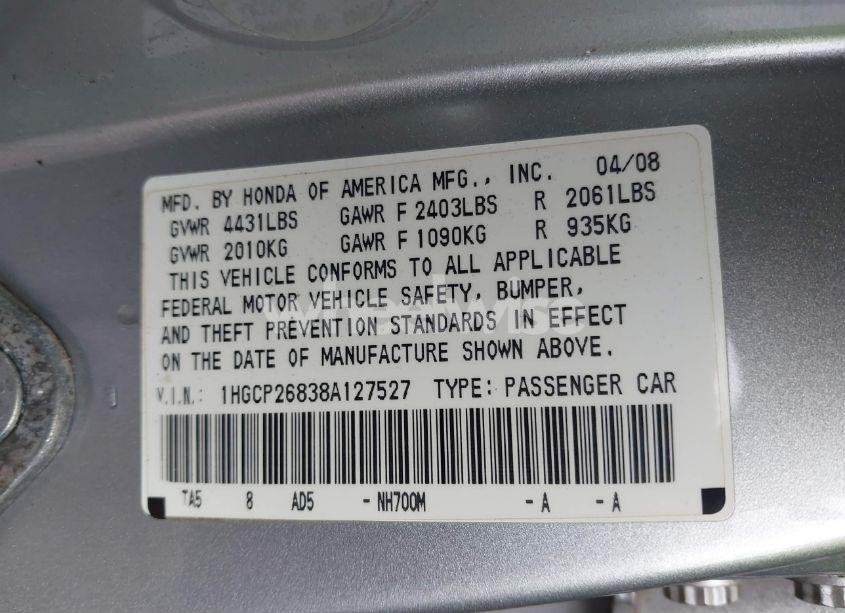 MFD. BY HONDA OF AMERICA MFG., INC. 04/08
GVWR 4431LBS GAWR F 2403LBS R 2061LBS
GVWR 2010KG GAWR F 1090KG R 935KG
THIS VEHICLE CONFORMS TO ALL APPLICABLE
FEDERAL MOTOR VEHICLE SAFETY, BUMPER,
AND THEFT PREVENTION STANDARDS IN EFFECT
ON THE DATE OF MANUFACTURE SHOWN ABOVE.
V.I.N.: 1HGCP26838A127527 TYPE: PASSENGER CAR
TA5 8 AD5 - NH700M - A - A